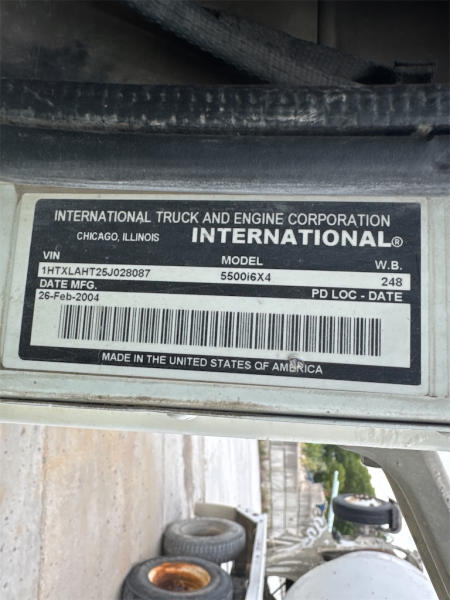 INTERNATIONAL TRUCK AND ENGINE CORPORATION
CHICAGO, ILLINOIS INTERNATIONAL®
VIN MODEL W.B.
1HTXLAHT25J028087 5500i6X4 248
DATE MFG. PD LOC - DATE
26-Feb-2004
MADE IN THE UNITED STATES OF AMERICA